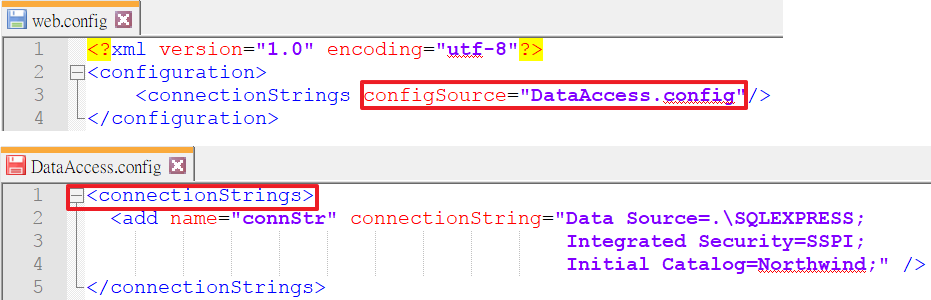 web.config
1 <?xml version="1.0" encoding="utf-8"?>
2 <configuration>
3 <connectionStrings configSource="DataAccess.config"/>
4 </configuration>
DataAccess.config
1 <connectionStrings>
2 <add name="connStr" connectionString="Data Source=.\SQLEXPRESS;
3 Integrated Security=SSPI;
4 Initial Catalog=Northwind;" />
5 </connectionStrings>